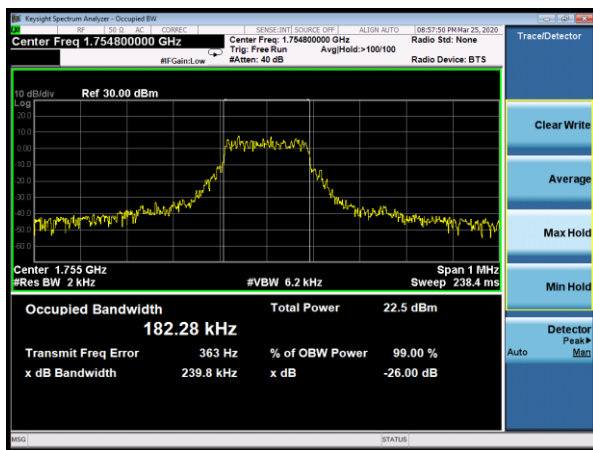 Keysight Spectrum Analyzer - Occupied BW
RF 50 Ω AC CORREC SENSE:INT SOURCE OFF ALIGN AUTO 08:57:50 PM Mar 25, 2020
Center Freq 1.754800000 GHz Center Freq: 1.754800000 GHz Radio Std: None Trace/Detector
Trig: Free Run Avg|Hold:>100/100
#IFGain:Low #Atten: 40 dB Radio Device: BTS
10 dB/div Ref 30.00 dBm
Log
20.0
10.0
0.00
-10.0
-20.0
-30.0
-40.0
-50.0
-60.0
Clear Write
Average
Max Hold
Min Hold
Center 1.755 GHz Span 1 MHz
#Res BW 2 kHz #VBW 6.2 kHz Sweep 238.4 ms
Occupied Bandwidth Total Power 22.5 dBm
182.28 kHz
Transmit Freq Error 363 Hz % of OBW Power 99.00 %
x dB Bandwidth 239.8 kHz x dB -26.00 dB
Detector
Peak▶
Auto Man
MSG STATUS